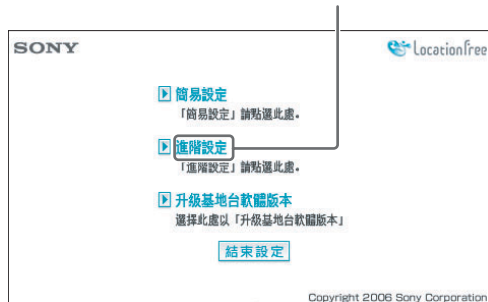 SONY
LocationFree
簡易設定
「簡易設定」請點選此處。
進階設定
「進階設定」請點選此處。
升級基地台軟體版本
選擇此處以「升級基地台軟體版本」
結束設定
Copyright 2006 Sony Corporation